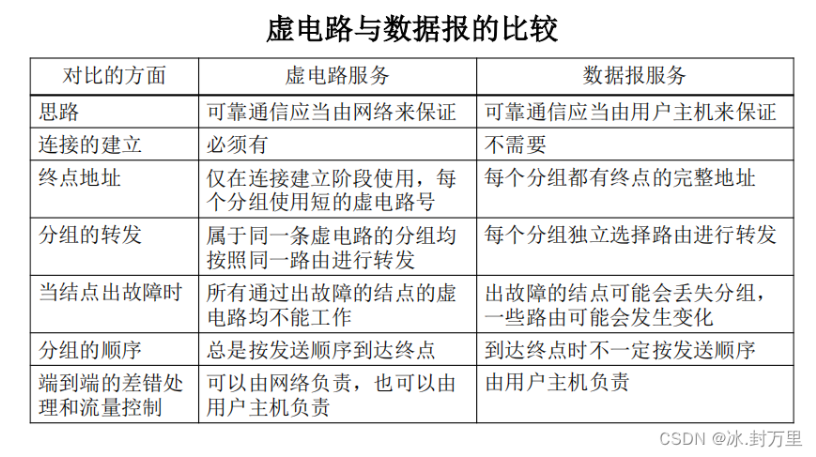 虚电路与数据报的比较
对比的方面 虚电路服务 数据报服务
思路 可靠通信应当由网络来保证 可靠通信应当由用户主机来保证
连接的建立 必须有 不需要
终点地址 仅在连接建立阶段使用，每 每个分组都有终点的完整地址
个分组使用短的虚电路号
分组的转发 属于同一条虚电路的分组均 每个分组独立选择路由进行转发
按照同一路由进行转发
当结点出故障时 所有通过出故障的结点的虚 出故障的结点可能会丢失分组，
电路均不能工作 一些路由可能会发生变化
分组的顺序 总是按发送顺序到达终点 到达终点时不一定按发送顺序
端到端的差错处 可以由网络负责，也可以由 由用户主机负责
理和流量控制 用户主机负责
CSDN @冰.封万里